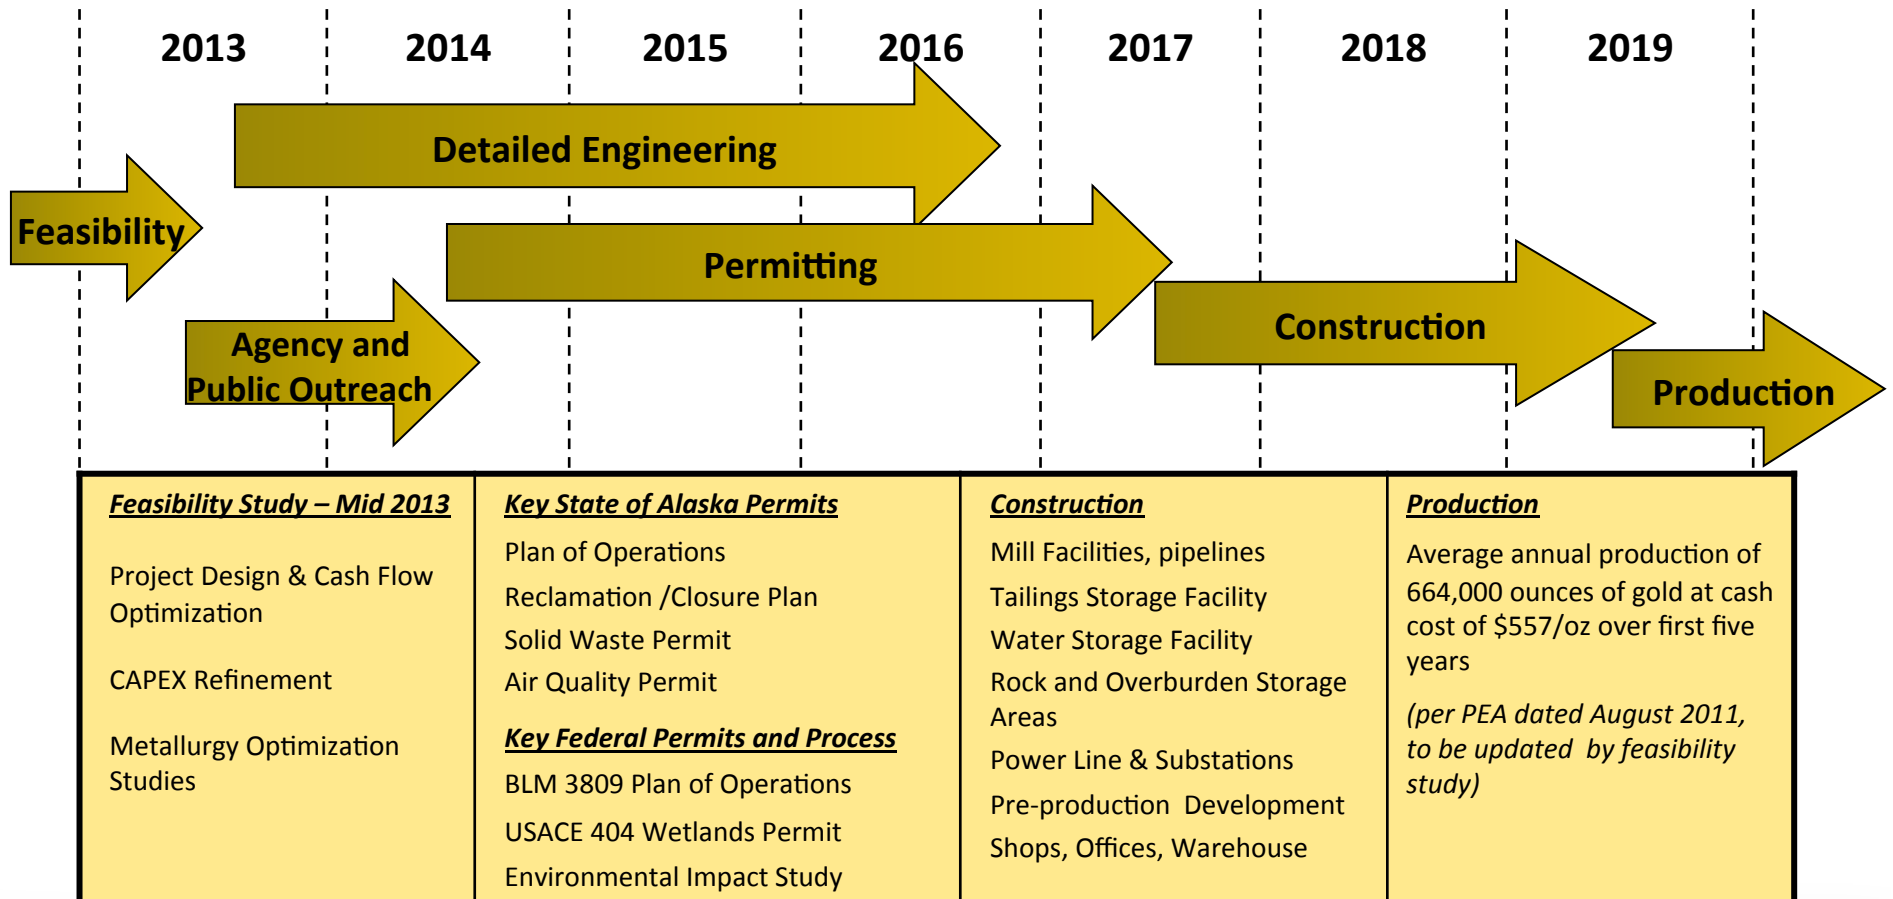 2013 2014 2015 2016 2017 2018 2019
Detailed Engineering
Feasibility
Permitting
Agency and
Public Outreach
Construction
Production
Feasibility Study – Mid 2013
Project Design & Cash Flow
Optimization
CAPEX Refinement
Metallurgy Optimization
Studies
Key State of Alaska Permits
Plan of Operations
Reclamation /Closure Plan
Solid Waste Permit
Air Quality Permit
Key Federal Permits and Process
BLM 3809 Plan of Operations
USACE 404 Wetlands Permit
Environmental Impact Study
Construction
Mill Facilities, pipelines
Tailings Storage Facility
Water Storage Facility
Rock and Overburden Storage
Areas
Power Line & Substations
Pre-production  Development
Shops, Offices, Warehouse
Production
Average annual production of
664,000 ounces of gold at cash
cost of $557/oz over first five
years
(per PEA dated August 2011,
to be updated  by feasibility
study)